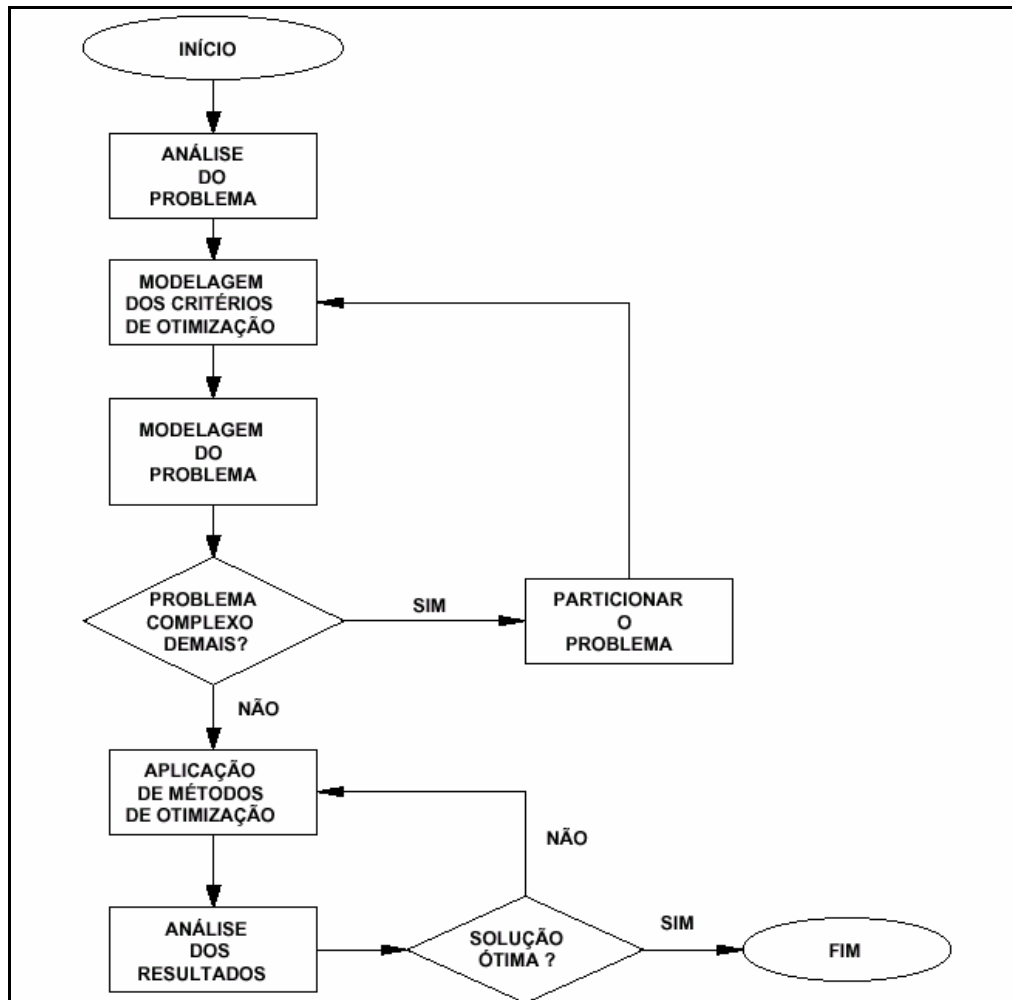 INÍCIO
ANÁLISE
DO
PROBLEMA
MODELAGEM
DOS CRITÉRIOS
DE OTIMIZAÇÃO
MODELAGEM
DO
PROBLEMA
PROBLEMA
COMPLEXO
DEMAIS?
SIM
PARTICIONAR
O
PROBLEMA
NÃO
APLICAÇÃO
DE MÉTODOS
DE OTIMIZAÇÃO
NÃO
ANÁLISE
DOS
RESULTADOS
SOLUÇÃO
ÓTIMA ?
SIM
FIM